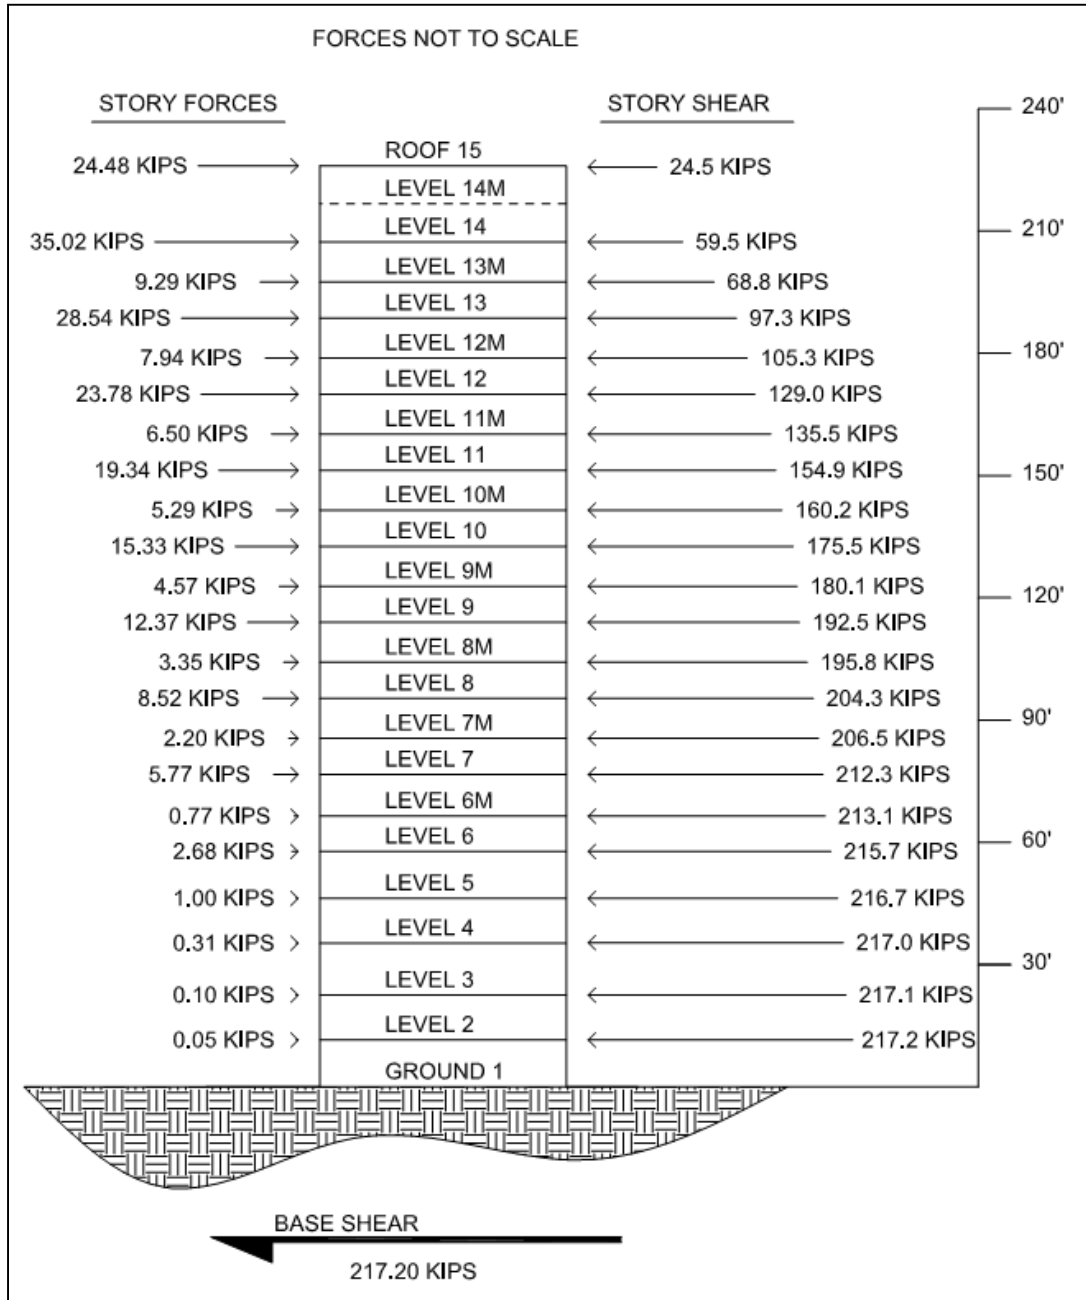 FORCES NOT TO SCALE
STORY FORCES
STORY SHEAR
240'
ROOF 15
24.48 KIPS
24.5 KIPS
LEVEL 14M
LEVEL 14
210'
35.02 KIPS
59.5 KIPS
LEVEL 13M
9.29 KIPS
68.8 KIPS
LEVEL 13
28.54 KIPS
97.3 KIPS
LEVEL 12M
180'
7.94 KIPS
105.3 KIPS
LEVEL 12
23.78 KIPS
129.0 KIPS
LEVEL 11M
6.50 KIPS
135.5 KIPS
LEVEL 11
19.34 KIPS
154.9 KIPS
150'
LEVEL 10M
5.29 KIPS
160.2 KIPS
LEVEL 10
15.33 KIPS
175.5 KIPS
LEVEL 9M
4.57 KIPS
180.1 KIPS
120'
LEVEL 9
12.37 KIPS
192.5 KIPS
LEVEL 8M
3.35 KIPS
195.8 KIPS
LEVEL 8
8.52 KIPS
204.3 KIPS
90'
LEVEL 7M
2.20 KIPS
206.5 KIPS
LEVEL 7
5.77 KIPS
212.3 KIPS
LEVEL 6M
0.77 KIPS
213.1 KIPS
LEVEL 6
60'
2.68 KIPS
215.7 KIPS
LEVEL 5
1.00 KIPS
216.7 KIPS
LEVEL 4
0.31 KIPS
217.0 KIPS
30'
LEVEL 3
0.10 KIPS
217.1 KIPS
LEVEL 2
0.05 KIPS
217.2 KIPS
GROUND 1
BASE SHEAR
217.20 KIPS